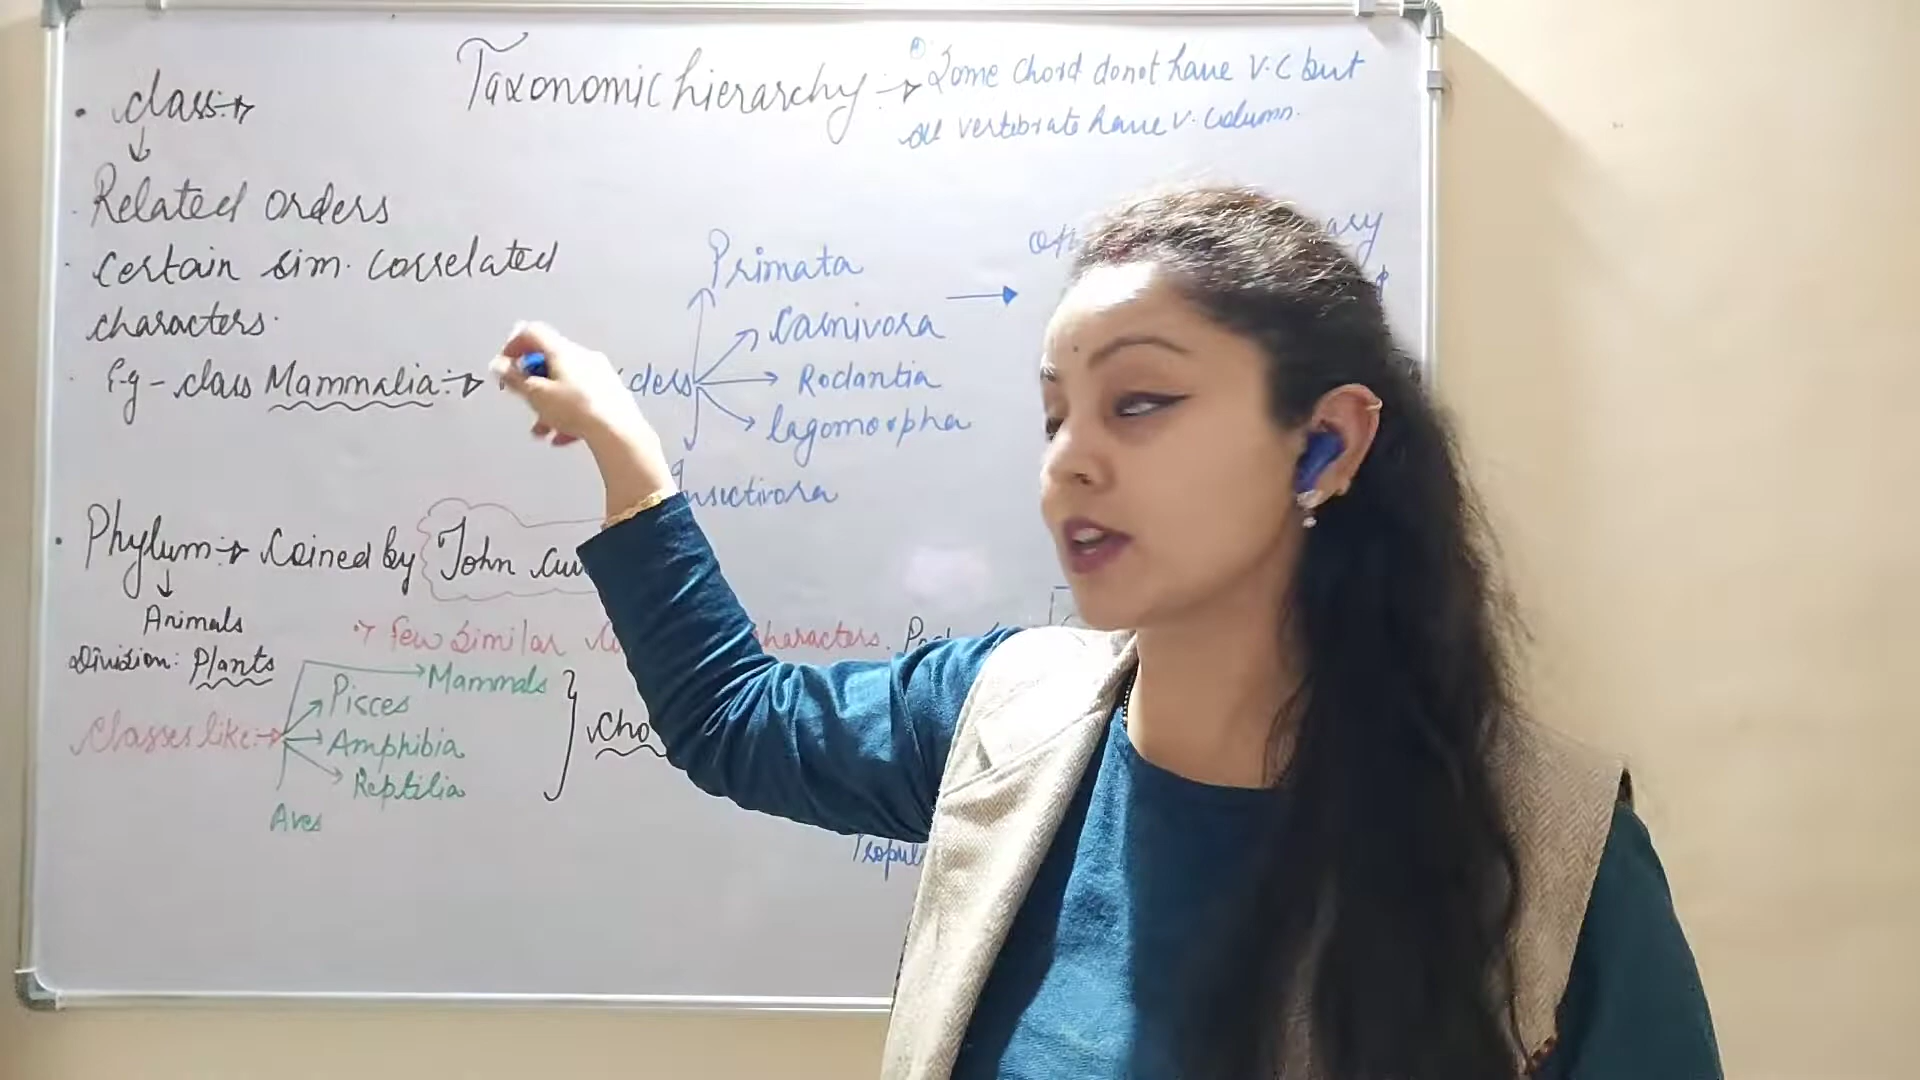 Taxonomic hierarchy :→
Some Chord donot have V.C but
all vertebrate have V. Column.
• class:→
↓
Related orders
certain sim. correlated
characters.
E.g - class Mammalia:→
Primata
Carnivora
Rodantia
lagomorpha
Insectivora
• Phylum:→ Coined by John
↓
Animals
Division: Plants
Few similar characters.
Classes like:→
Mammals
Pisces
Amphibia
Reptilia
Aves